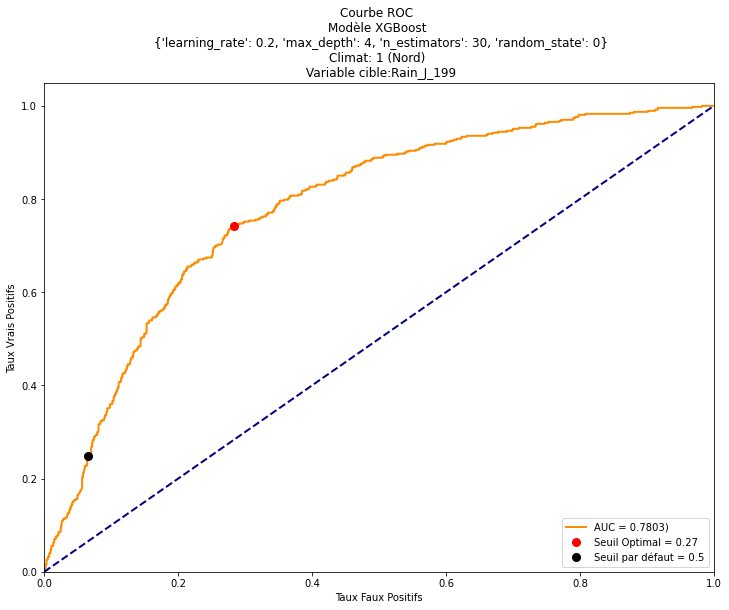 Courbe ROC
Modèle XGBoost
{'learning_rate': 0.2, 'max_depth': 4, 'n_estimators': 30, 'random_state': 0}
Climat: 1 (Nord)
Variable cible:Rain_J_199
1.0
0.8
0.6
0.4
0.2
0.0
Taux Vrais Positifs
AUC = 0.7803)
Seuil Optimal = 0.27
Seuil par défaut = 0.5
0.0 0.2 0.4 0.6 0.8 1.0
Taux Faux Positifs